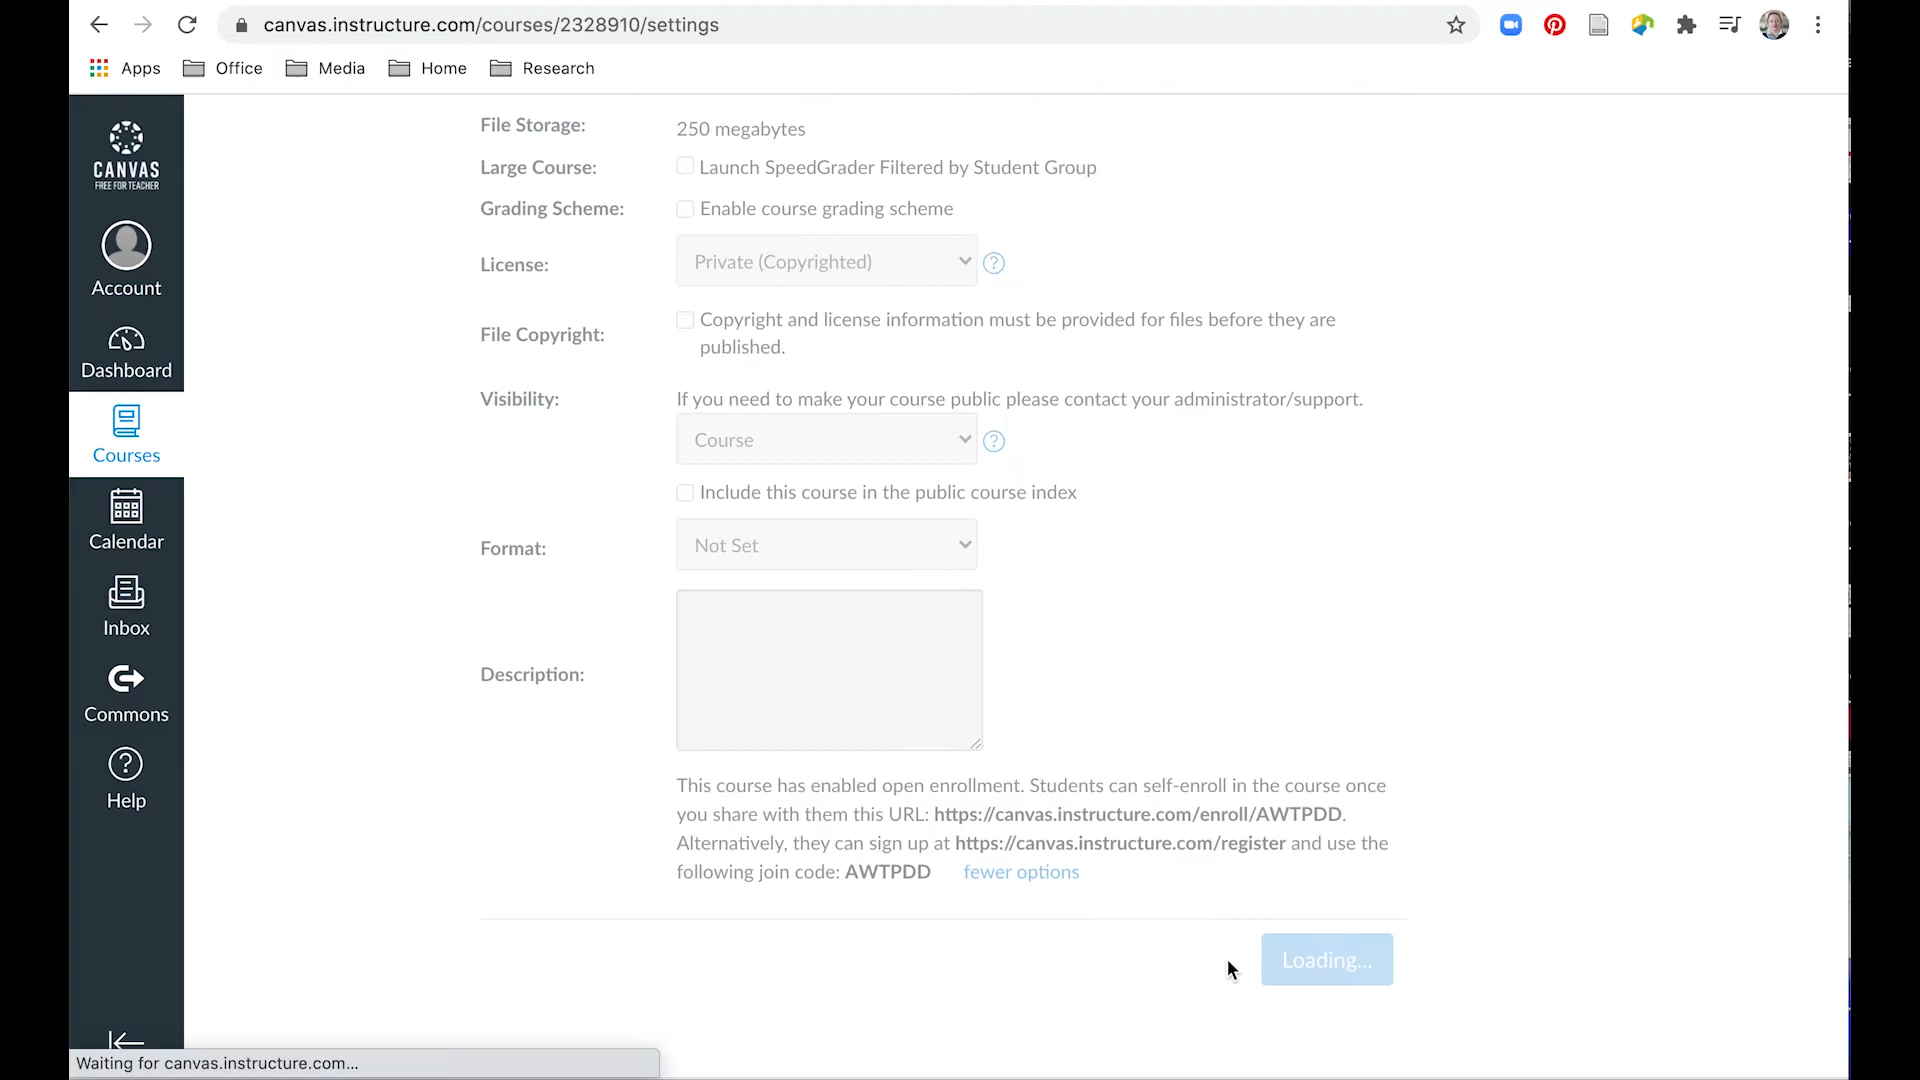 canvas.instructure.com/courses/2328910/settings
Apps Office Media Home Research
CANVAS
FREE FOR TEACHER
Account
Dashboard
Courses
Calendar
Inbox
Commons
Help
File Storage: 250 megabytes
Large Course: Launch SpeedGrader Filtered by Student Group
Grading Scheme: Enable course grading scheme
License: Private (Copyrighted) ?
File Copyright: Copyright and license information must be provided for files before they are
published.
Visibility: If you need to make your course public please contact your administrator/support.
Course ?
Include this course in the public course index
Format: Not Set
Description:
This course has enabled open enrollment. Students can self-enroll in the course once
you share with them this URL: https://canvas.instructure.com/enroll/AWTPDD.
Alternatively, they can sign up at https://canvas.instructure.com/register and use the
following join code: AWTPDD fewer options
Loading...
Waiting for canvas.instructure.com...